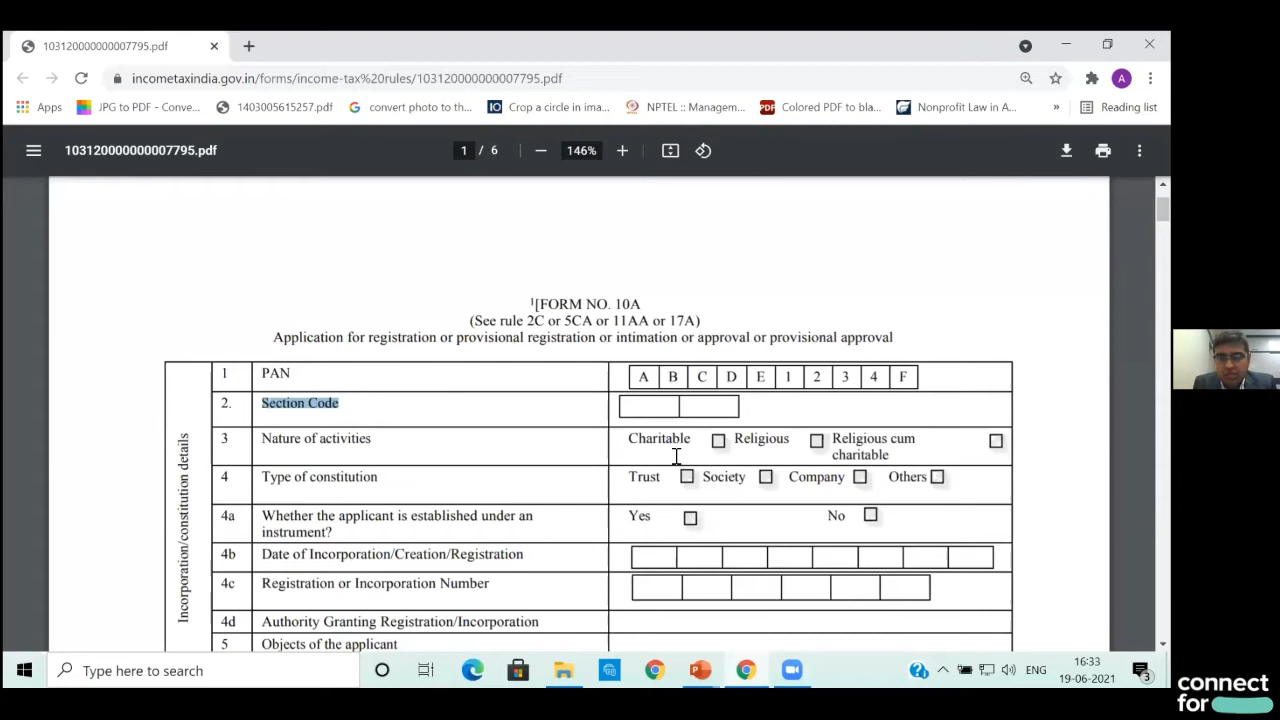 103120000000007795.pdf
incometaxindia.gov.in/forms/income-tax%20rules/103120000000007795.pdf
A
Apps
JPG to PDF - Conve...
1403005615257.pdf
convert photo to th...
Crop a circle in ima...
NPTEL :: Managem...
Colored PDF to bla...
Nonprofit Law in A...
»
Reading list
103120000000007795.pdf
1 / 6
146%
¹[FORM NO. 10A
(See rule 2C or 5CA or 11AA or 17A)
Application for registration or provisional registration or intimation or approval or provisional approval
Incorporation/constitution details
1 PAN A B C D E 1 2 3 4 F
2. Section Code
3 Nature of activities Charitable Religious Religious cum
charitable
4 Type of constitution Trust Society Company Others
4a Whether the applicant is established under an Yes No
instrument?
4b Date of Incorporation/Creation/Registration
4c Registration or Incorporation Number
4d Authority Granting Registration/Incorporation
5 Objects of the applicant
Type here to search
ENG
16:33
19-06-2021
3
connect
for